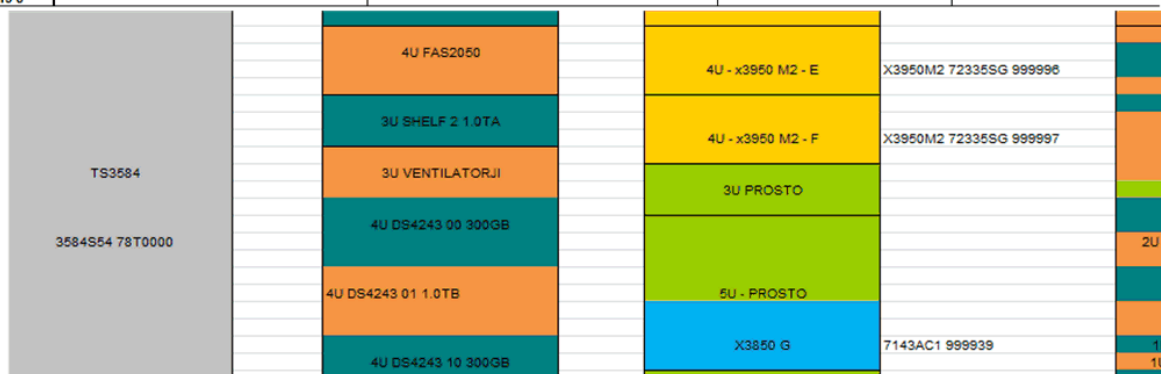 4U FAS2050
4U - x3950 M2 - E
X3950M2 72335SG 999996
3U SHELF 2 1.0TA
4U - x3950 M2 - F
X3950M2 72335SG 999997
TS3584
3U VENTILATORJI
3U PROSTO
4U DS4243 00 300GB
3584S54 78T0000
2U
4U DS4243 01 1.0TB
5U - PROSTO
X3850 G
7143AC1 999939
1
4U DS4243 10 300GB
1U